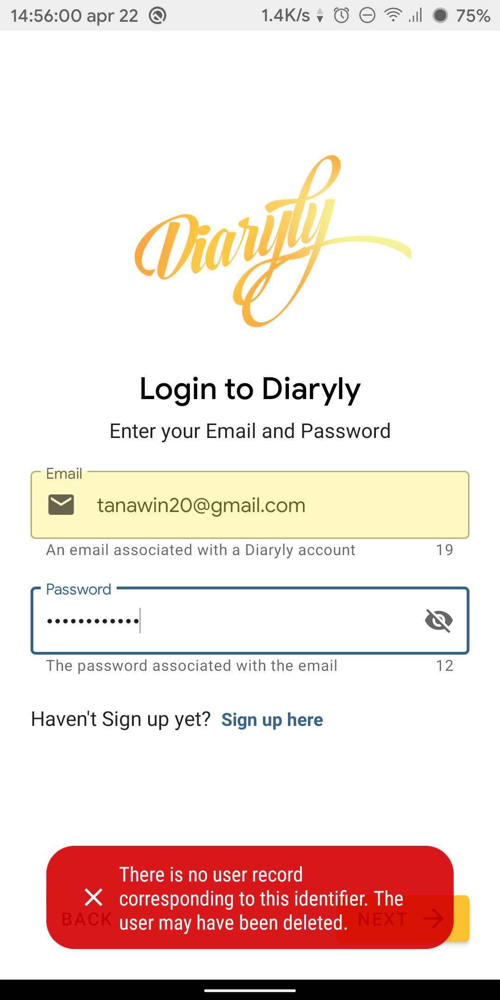 14:56:00 apr 22 1.4K/s 75%
Diaryly
Login to Diaryly
Enter your Email and Password
Email
tanawin20@gmail.com
An email associated with a Diaryly account 19
Password
••••••••••••
The password associated with the email 12
Haven't Sign up yet? Sign up here
There is no user record
corresponding to this identifier. The
user may have been deleted.
BACK NEXT